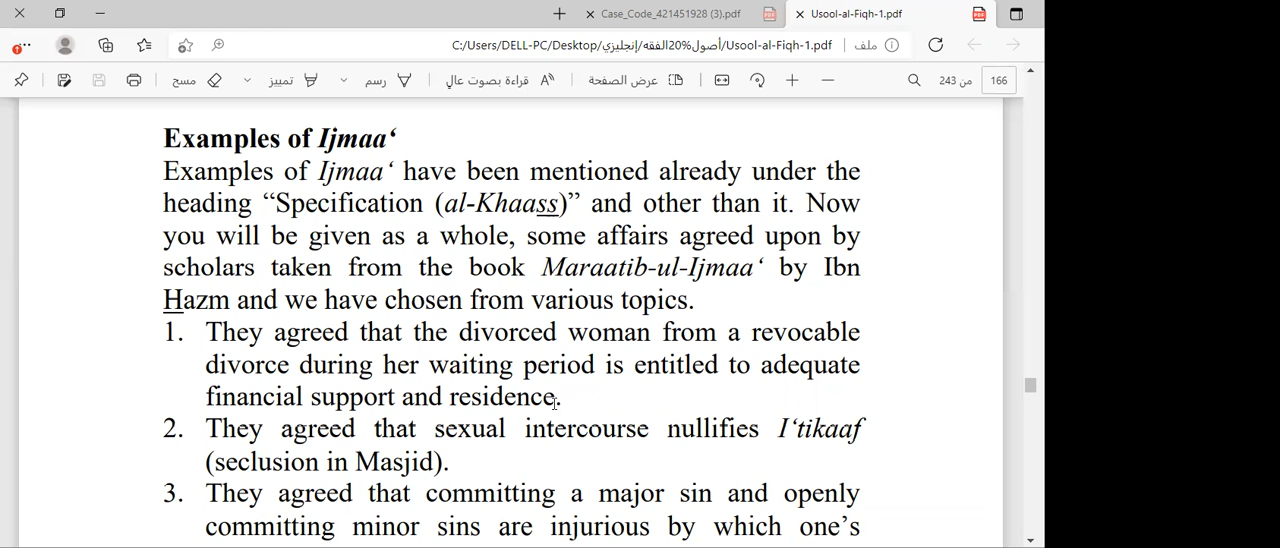 Case_Code_421451928 (3).pdf
Usool-al-Fiqh-1.pdf
C:/Users/DELL-PC/Desktop/أصول%20الفقه/إنجليزي/Usool-al-Fiqh-1.pdf
ملف
مسح
تمييز
رسم
قراءة بصوت عالٍ
عرض الصفحة
من 243
166
Examples of Ijmaa‘
Examples of Ijmaa‘ have been mentioned already under the
heading “Specification (al-Khaass)” and other than it. Now
you will be given as a whole, some affairs agreed upon by
scholars taken from the book Maraatib-ul-Ijmaa‘ by Ibn
Hazm and we have chosen from various topics.
1. They agreed that the divorced woman from a revocable
divorce during her waiting period is entitled to adequate
financial support and residence.
2. They agreed that sexual intercourse nullifies I‘tikaaf
(seclusion in Masjid).
3. They agreed that committing a major sin and openly
committing minor sins are injurious by which one’s